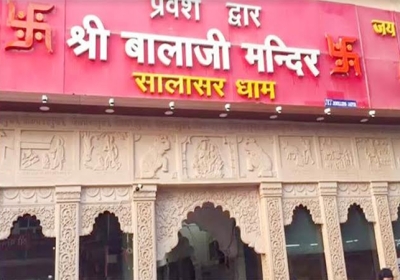 प्रवेश द्वार
श्री बालाजी मन्दिर
जय
सालासर धाम